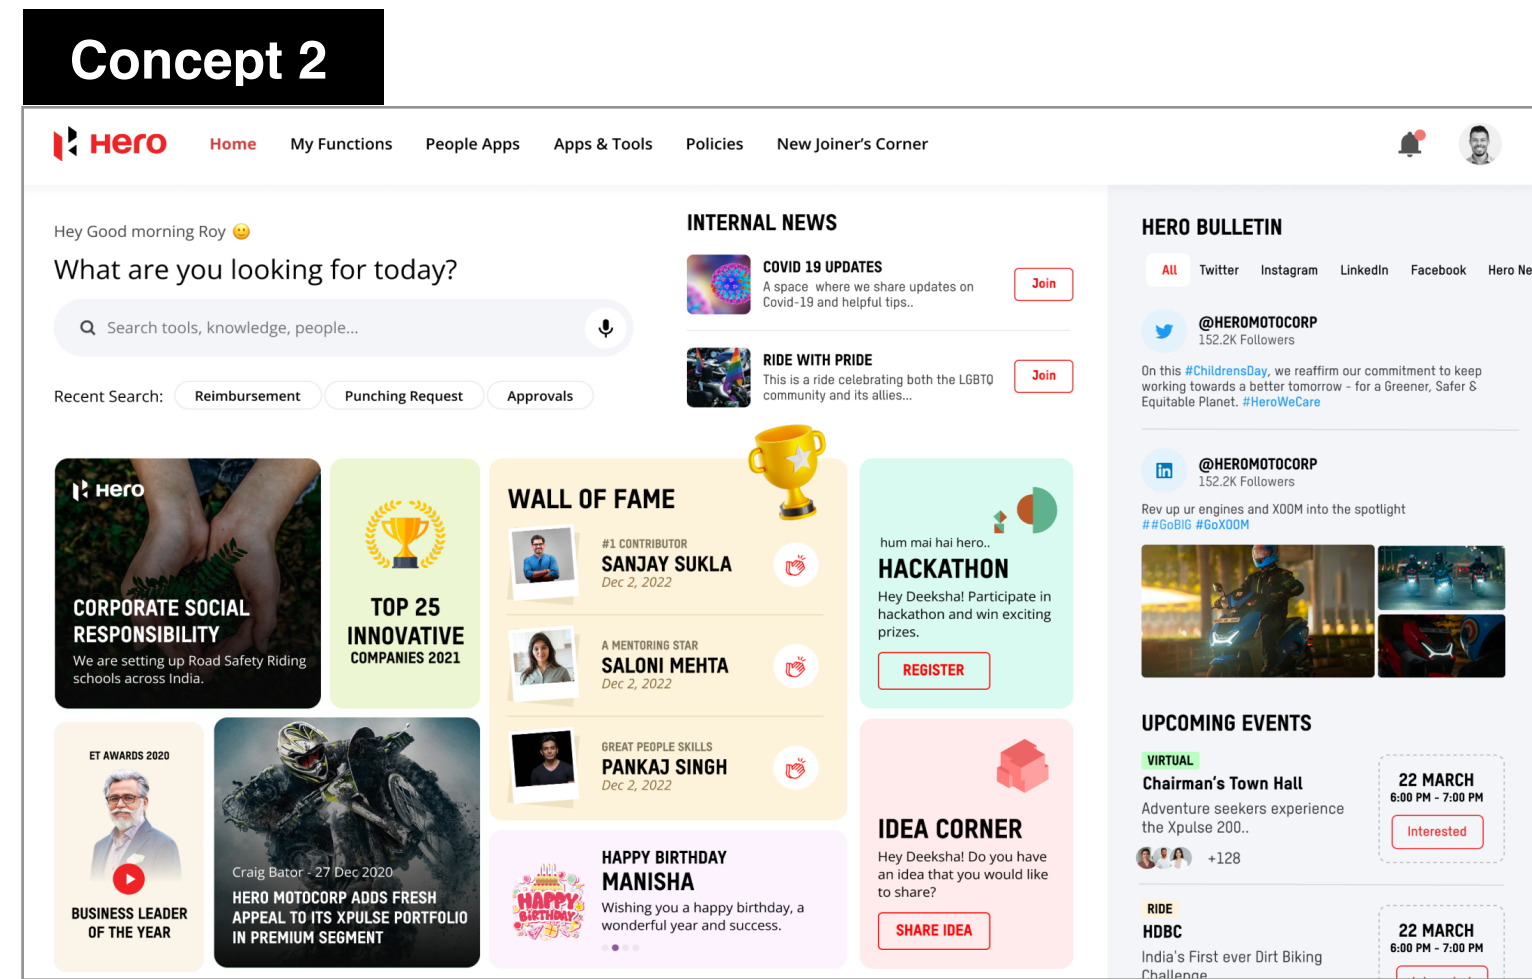 Concept 2
Hero
Home
My Functions
People Apps
Apps & Tools
Policies
New Joiner's Corner
Hey Good morning Roy
What are you looking for today?
Search tools, knowledge, people...
Recent Search:
Reimbursement
Punching Request
Approvals
INTERNAL NEWS
COVID 19 UPDATES
A space where we share updates on
Covid-19 and helpful tips..
Join
RIDE WITH PRIDE
This is a ride celebrating both the LGBTQ
community and its allies...
Join
Hero
CORPORATE SOCIAL
RESPONSIBILITY
We are setting up Road Safety Riding
schools across India.
TOP 25
INNOVATIVE
COMPANIES 2021
WALL OF FAME
#1 CONTRIBUTOR
SANJAY SUKLA
Dec 2, 2022
A MENTORING STAR
SALONI MEHTA
Dec 2, 2022
GREAT PEOPLE SKILLS
PANKAJ SINGH
Dec 2, 2022
hum mai hai hero..
HACKATHON
Hey Deeksha! Participate in
hackathon and win exciting
prizes.
REGISTER
ET AWARDS 2020
BUSINESS LEADER
OF THE YEAR
Craig Bator - 27 Dec 2020
HERO MOTOCORP ADDS FRESH
APPEAL TO ITS XPULSE PORTFOLIO
IN PREMIUM SEGMENT
HAPPY
BIRTHDAY
HAPPY BIRTHDAY
MANISHA
Wishing you a happy birthday, a
wonderful year and success.
IDEA CORNER
Hey Deeksha! Do you have
an idea that you would like
to share?
SHARE IDEA
HERO BULLETIN
All
Twitter
Instagram
LinkedIn
Facebook
Hero Ne
@HEROMOTOCORP
152.2K Followers
On this #ChildrensDay, we reaffirm our commitment to keep
working towards a better tomorrow - for a Greener, Safer &
Equitable Planet. #HeroWeCare
in
@HEROMOTOCORP
152.2K Followers
Rev up ur engines and XOOM into the spotlight
##GoBIG #GoXOOM
UPCOMING EVENTS
VIRTUAL
Chairman's Town Hall
Adventure seekers experience
the Xpulse 200..
+128
22 MARCH
6:00 PM - 7:00 PM
Interested
RIDE
HDBC
India's First ever Dirt Biking
Challenge
22 MARCH
6:00 PM - 7:00 PM